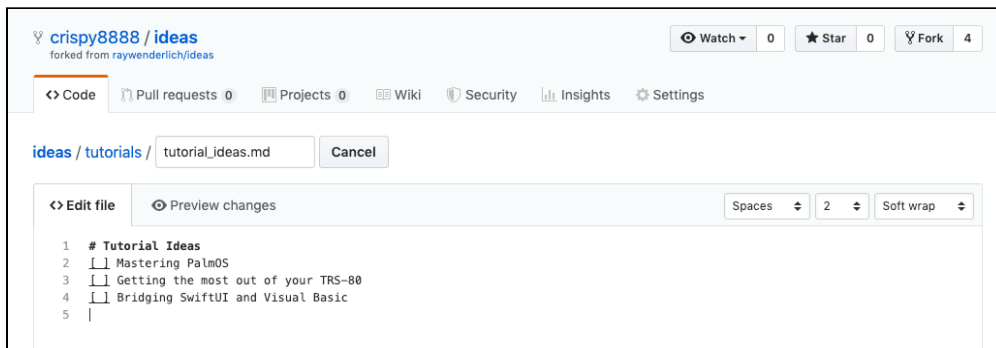 crispy8888 / ideas
forked from raywenderlich/ideas
Watch 0 Star 0 Fork 4
Code Pull requests 0 Projects 0 Wiki Security Insights Settings
ideas / tutorials / tutorial_ideas.md Cancel
<> Edit file Preview changes Spaces 2 Soft wrap
1 # Tutorial Ideas
2 [ ] Mastering PalmOS
3 [ ] Getting the most out of your TRS-80
4 [ ] Bridging SwiftUI and Visual Basic
5